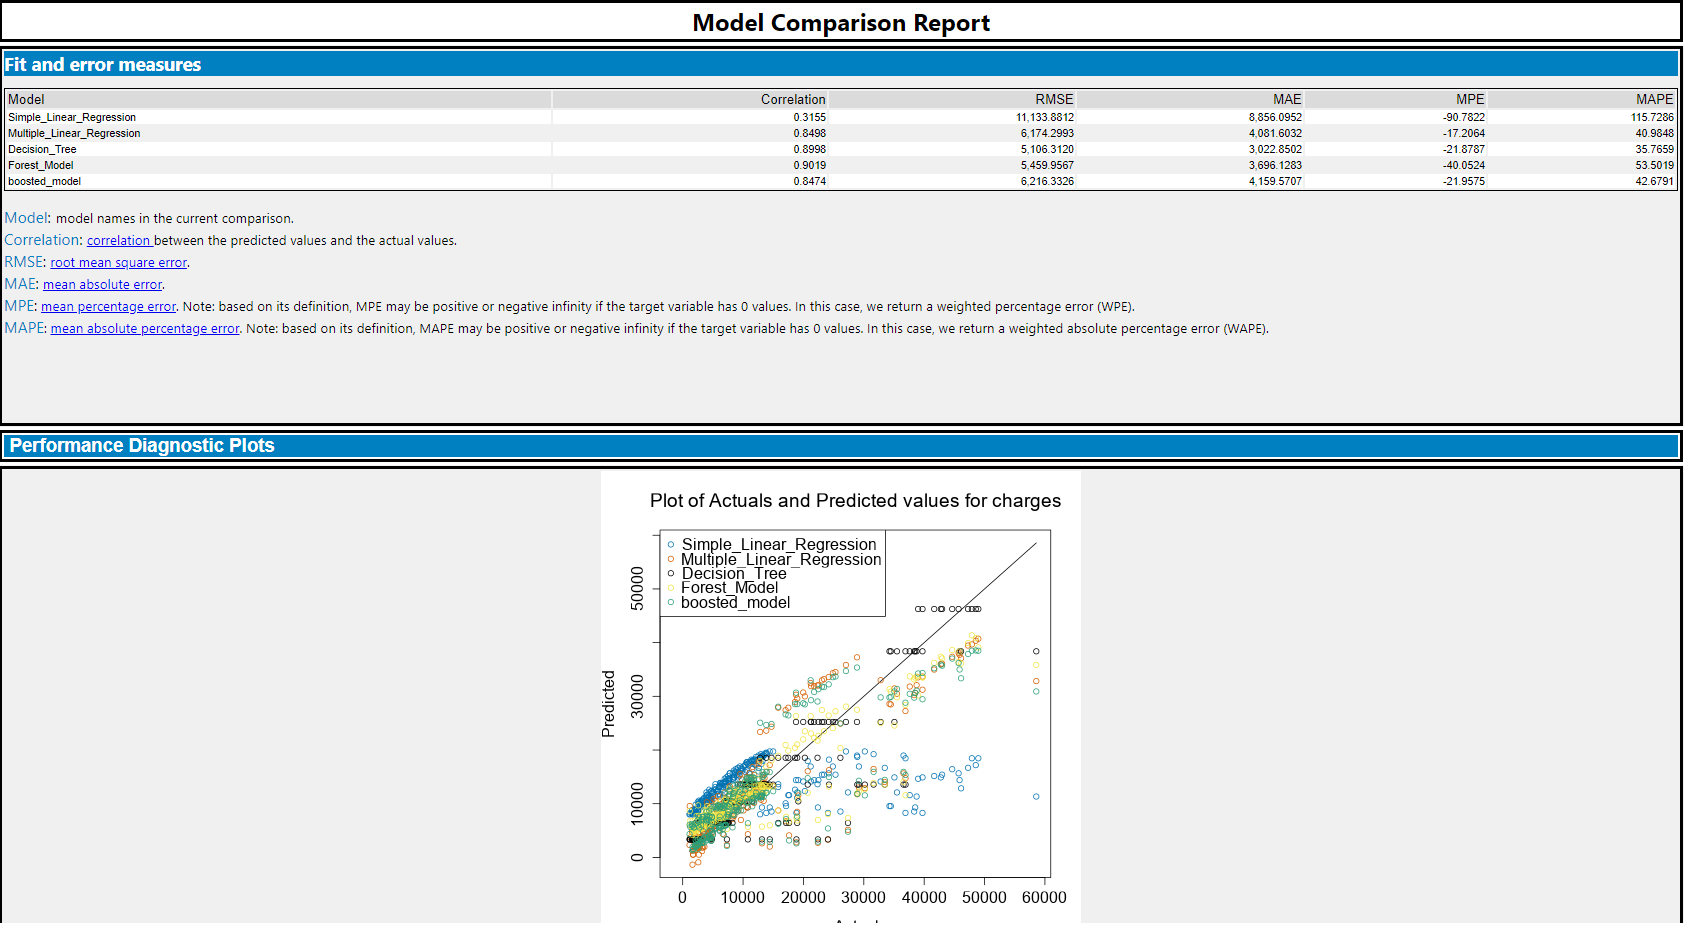 Model Comparison Report
Fit and error measures
Model Correlation RMSE MAE MPE MAPE
Simple_Linear_Regression 0.3155 11,133.8812 8,856.0952 -90.7822 115.7286
Multiple_Linear_Regression 0.8498 6,174.2993 4,081.6032 -17.2064 40.9848
Decision_Tree 0.8998 5,106.3120 3,022.8502 -21.8787 35.7659
Forest_Model 0.9019 5,459.9567 3,696.1283 -40.0524 53.5019
boosted_model 0.8474 6,216.3326 4,159.5707 -21.9575 42.6791
Model: model names in the current comparison.
Correlation: correlation between the predicted values and the actual values.
RMSE: root mean square error.
MAE: mean absolute error.
MPE: mean percentage error. Note: based on its definition, MPE may be positive or negative infinity if the target variable has 0 values. In this case, we return a weighted percentage error (WPE).
MAPE: mean absolute percentage error. Note: based on its definition, MAPE may be positive or negative infinity if the target variable has 0 values. In this case, we return a weighted absolute percentage error (WAPE).
Performance Diagnostic Plots
Plot of Actuals and Predicted values for charges
Simple_Linear_Regression
Multiple_Linear_Regression
Decision_Tree
Forest_Model
boosted_model
Predicted
50000
30000
10000
0
0 10000 20000 30000 40000 50000 60000